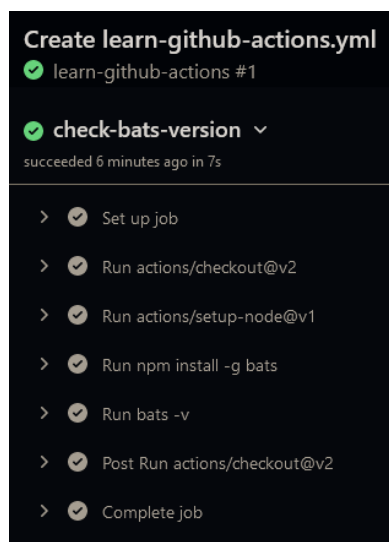 Create learn-github-actions.yml
learn-github-actions #1
check-bats-version
succeeded 6 minutes ago in 7s
Set up job
Run actions/checkout@v2
Run actions/setup-node@v1
Run npm install -g bats
Run bats -v
Post Run actions/checkout@v2
Complete job